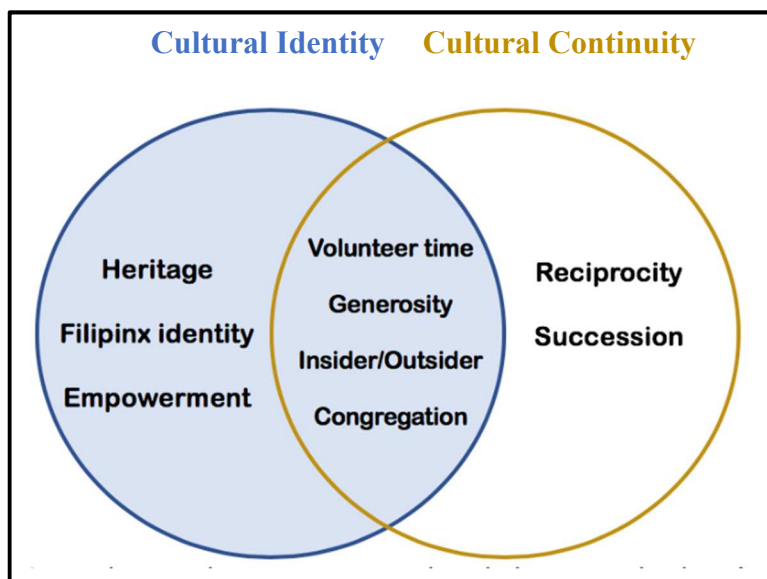 Cultural Identity Cultural Continuity
Heritage
Filipinx identity
Empowerment
Volunteer time
Generosity
Insider/Outsider
Congregation
Reciprocity
Succession